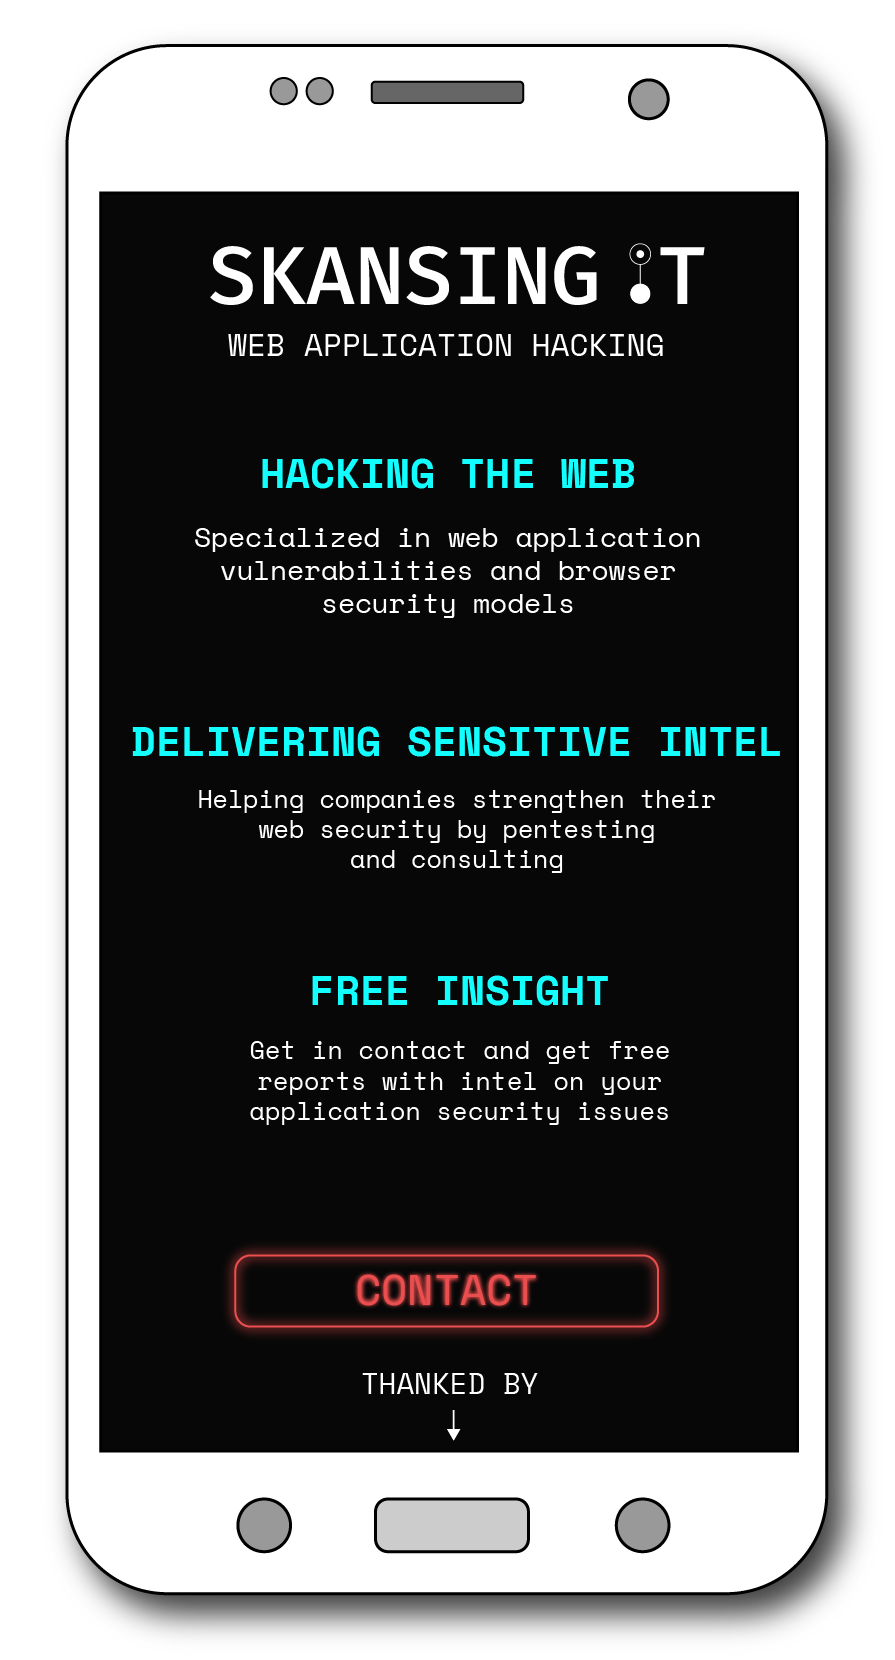 SKANSING iT
WEB APPLICATION HACKING
HACKING THE WEB
Specialized in web application
vulnerabilities and browser
security models
DELIVERING SENSITIVE INTEL
Helping companies strengthen their
web security by pentesting
and consulting
FREE INSIGHT
Get in contact and get free
reports with intel on your
application security issues
CONTACT
THANKED BY